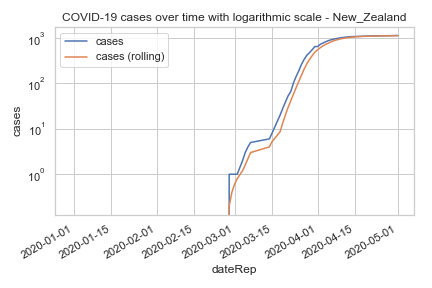 COVID-19 cases over time with logarithmic scale - New_Zealand
cases
cases (rolling)
10³
10²
10¹
10⁰
cases
2020-01-01
2020-01-15
2020-02-01
2020-02-15
2020-03-01
2020-03-15
2020-04-01
2020-04-15
2020-05-01
dateRep